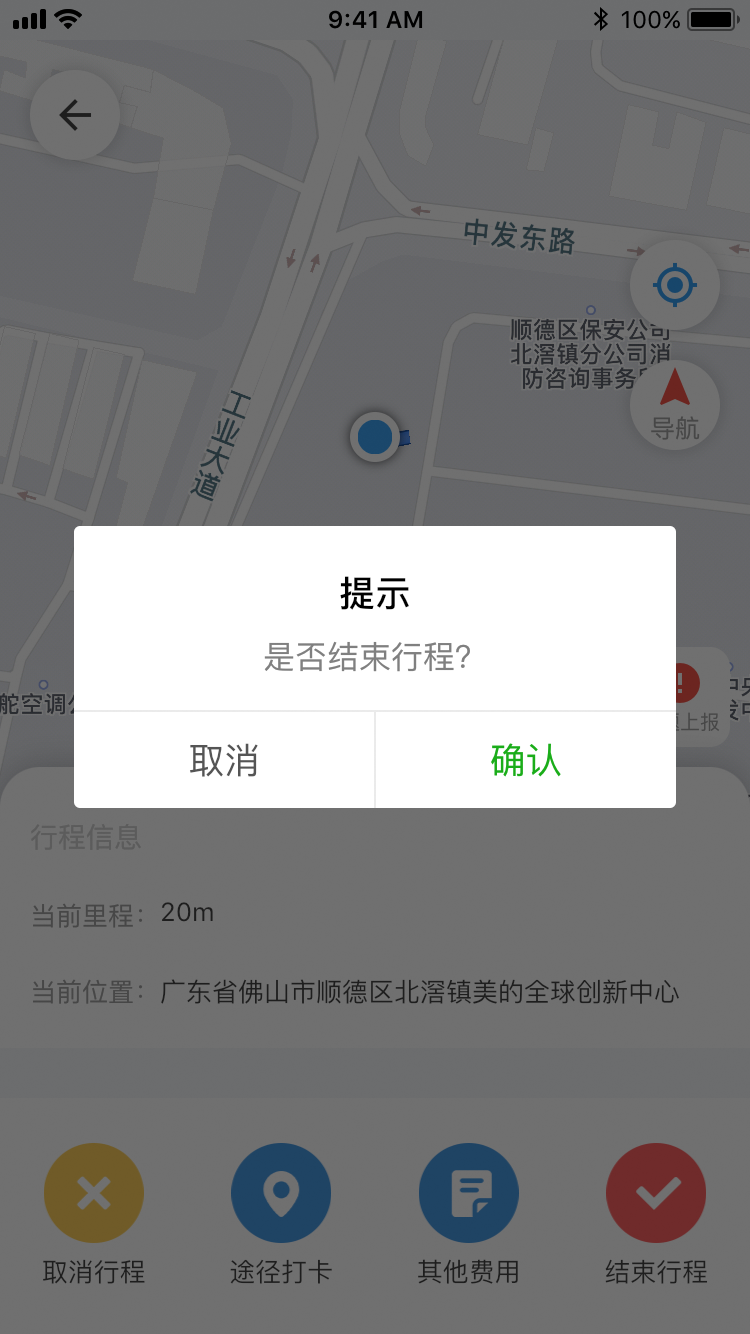 9:41 AM
100%
中发东路
顺德区保安公司
北滘镇分公司消
防咨询事务
导航
工业大道
提示
是否结束行程?
舵空调
上报
取消
确认
行程信息
当前里程: 20m
当前位置: 广东省佛山市顺德区北滘镇美的全球创新中心
取消行程
途径打卡
其他费用
结束行程